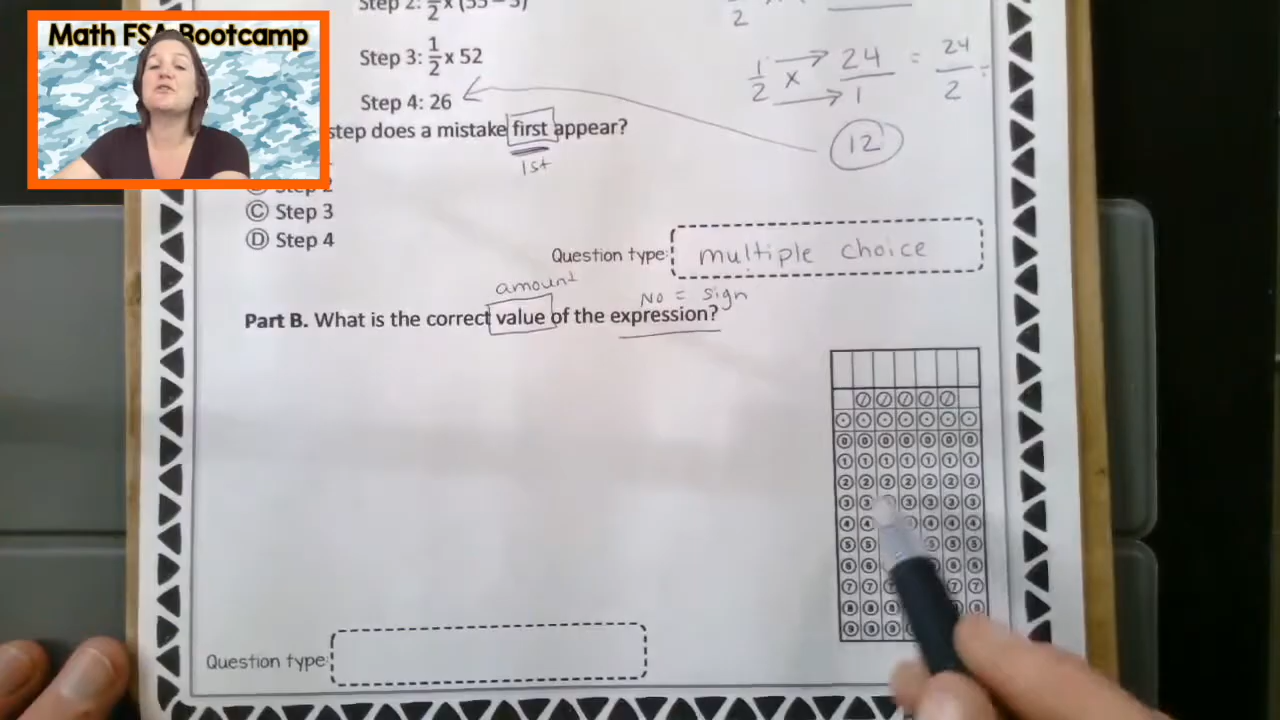 Math FSA Bootcamp
Step 3: 1/2 x 52
1/2 x 24/1 = 24/2 ÷
Step 4: 26
step does a mistake first appear?
12
1st
Step 2
Ⓒ Step 3
Ⓓ Step 4
Question type: multiple choice
amount
No = sign
Part B. What is the correct value of the expression?
Question type: